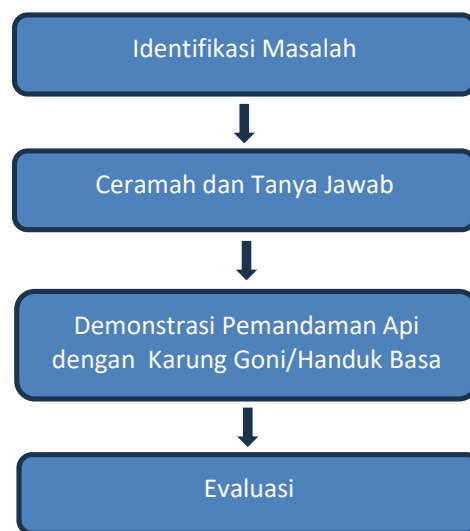 Identifikasi Masalah
Ceramah dan Tanya Jawab
Demonstrasi Pemandaman Api
dengan Karung Goni/Handuk Basa
Evaluasi